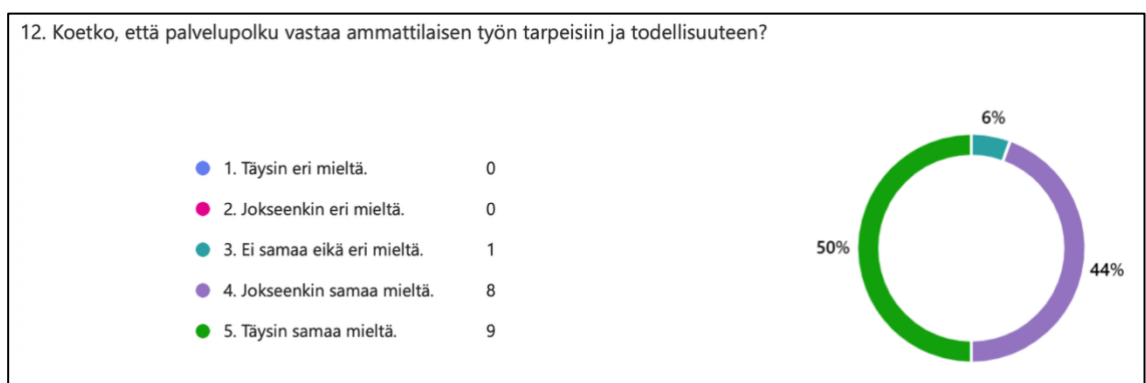 12. Koetko, että palvelupolku vastaa ammattilaisen työn tarpeisiin ja todellisuuteen?
1. Täysin eri mieltä. 0
2. Jokseenkin eri mieltä. 0
3. Ei samaa eikä eri mieltä. 1
4. Jokseenkin samaa mieltä. 8
5. Täysin samaa mieltä. 9
6%
50%
44%